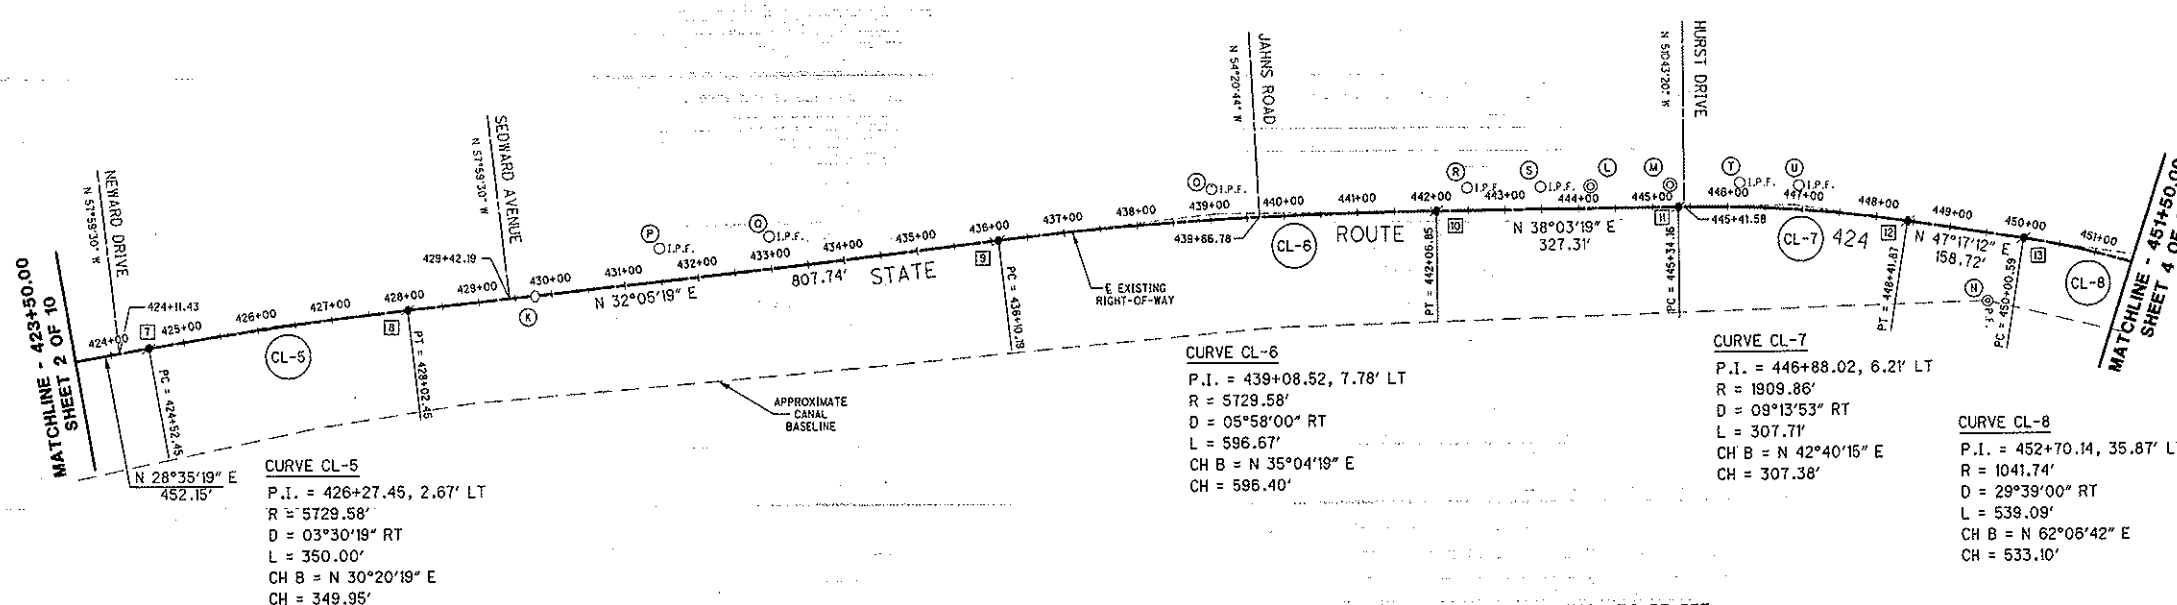 MATCHLINE - 423+50.00
SHEET 2 OF 10
NEWARD DRIVE
N 57°59'30" W
424+11.43
424+00
7
425+00
426+00
427+00
428+00
429+00
430+00
431+00
432+00
433+00
434+00
435+00
436+00
437+00
438+00
439+00
440+00
441+00
442+00
443+00
444+00
445+00
446+00
447+00
448+00
449+00
450+00
451+00
PC = 424+52.45
N 28°35'19" E
452.15'
CL-5
8
PT = 428+02.45
SEDWARD AVENUE
N 57°59'30" W
429+42.19
K
N 32°05'19" E
807.74'
P
I.P.F.
Q
I.P.F.
STATE
9
PC = 436+10.19
℄ EXISTING
RIGHT-OF-WAY
APPROXIMATE
CANAL
BASELINE
O
I.P.F.
JAHNS ROAD
N 54°20'44" W
439+66.78
CL-6
ROUTE
10
PT = 442+06.85
R
I.P.F.
S
I.P.F.
L
M
N 38°03'19" E
327.31'
HURST DRIVE
11
PC = 445+34.16
445+41.58
T
I.P.F.
U
I.P.F.
CL-7
424
12
PT = 448+41.87
N 47°17'12" E
158.72'
13
PC = 450+00.59
N
CL-8
MATCHLINE - 451+50.00
SHEET 4 OF
CURVE CL-5
P.I. = 426+27.45, 2.67' LT
R = 5729.58'
D = 03°30'19" RT
L = 350.00'
CH B = N 30°20'19" E
CH = 349.95'
CURVE CL-6
P.I. = 439+08.52, 7.78' LT
R = 5729.58'
D = 05°58'00" RT
L = 596.67'
CH B = N 35°04'19" E
CH = 596.40'
CURVE CL-7
P.I. = 446+88.02, 6.21' LT
R = 1909.86'
D = 09°13'53" RT
L = 307.71'
CH B = N 42°40'15" E
CH = 307.38'
CURVE CL-8
P.I. = 452+70.14, 35.87' LT
R = 1041.74'
D = 29°39'00" RT
L = 539.09'
CH B = N 62°06'42" E
CH = 533.10'